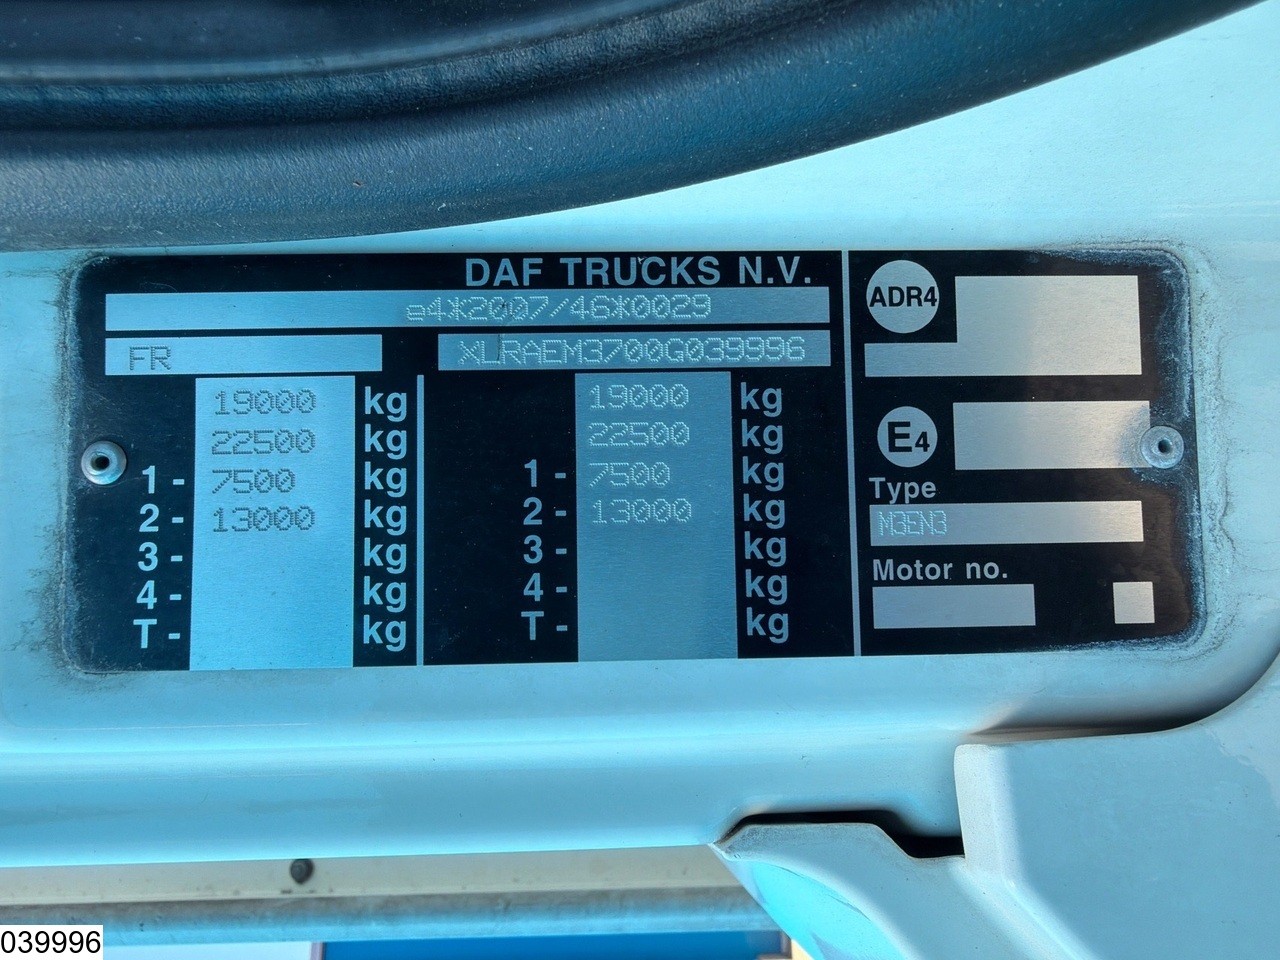 DAF TRUCKS N.V.
e4*2007/46*0029
FR XLRAEM3700G039996
19000 kg 19000 kg
22500 kg 22500 kg
1 - 7500 kg 1 - 7500 kg
2 - 13000 kg 2 - 13000 kg
3 - kg 3 - kg
4 - kg 4 - kg
T - kg T - kg
ADR4
E4
Type
M3EN3
Motor no.
039996